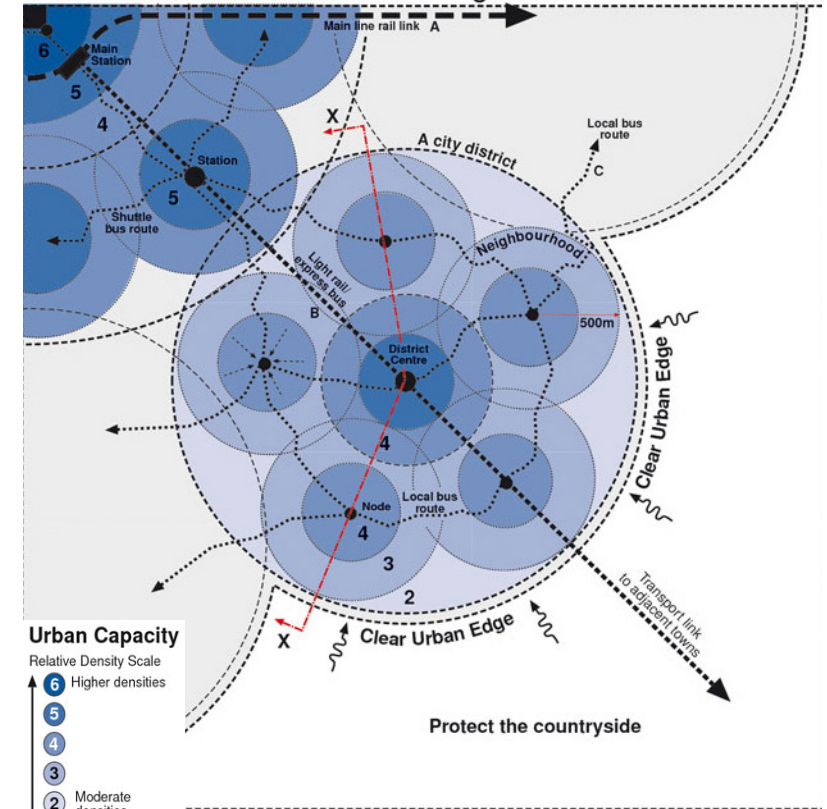 Main line rail link
A
6
Main
Station
5
4
X
Local bus
route
A city district
C
Station
5
Neighbourhood
Shuttle
bus route
Light rail/
express bus
B
500m
District
Centre
Clear Urban Edge
4
Local bus
route
Node
4
3
2
Transport link
to adjacent towns
Clear Urban Edge
X
Urban Capacity
Relative Density Scale
6 Higher densities
5
4
3
2 Moderate
densities
Protect the countryside